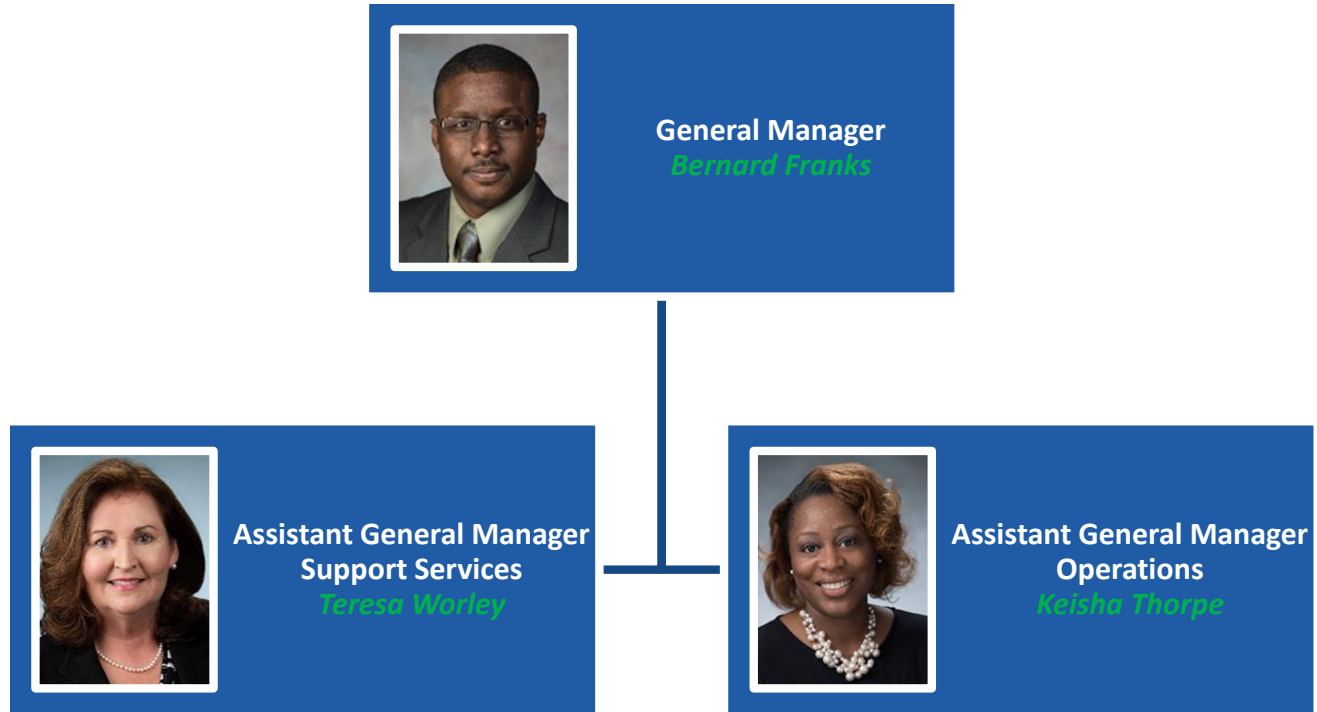 General Manager
Bernard Franks
Assistant General Manager
Support Services
Teresa Worley
Assistant General Manager
Operations
Keisha Thorpe